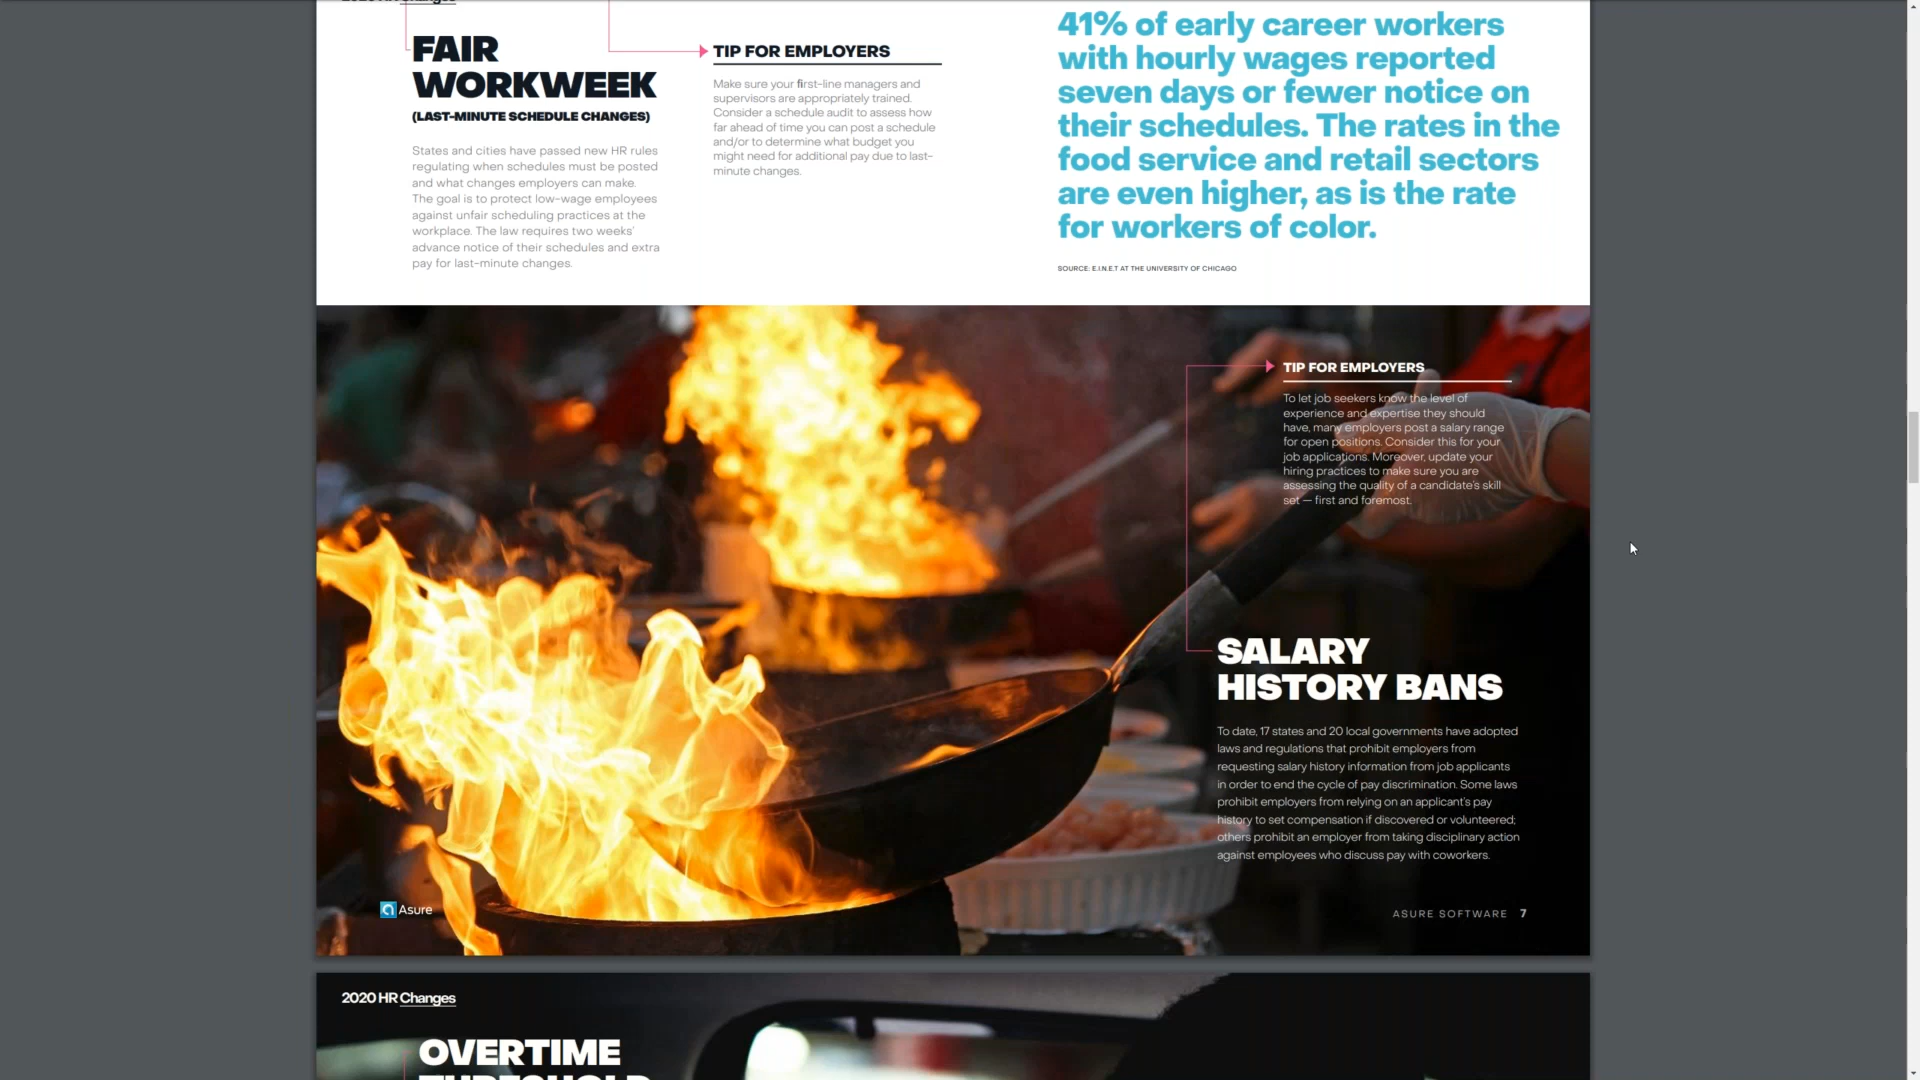 2020 HR Changes
FAIR
WORKWEEK
(LAST-MINUTE SCHEDULE CHANGES)
States and cities have passed new HR rules
regulating when schedules must be posted
and what changes employers can make.
The goal is to protect low-wage employees
against unfair scheduling practices at the
workplace. The law requires two weeks'
advance notice of their schedules and extra
pay for last-minute changes.
TIP FOR EMPLOYERS
Make sure your first-line managers and
supervisors are appropriately trained.
Consider a schedule audit to assess how
far ahead of time you can post a schedule
and/or to determine what budget you
might need for additional pay due to last-
minute changes.
41% of early career workers
with hourly wages reported
seven days or fewer notice on
their schedules. The rates in the
food service and retail sectors
are even higher, as is the rate
for workers of color.
SOURCE: E.I.N.E.T AT THE UNIVERSITY OF CHICAGO
TIP FOR EMPLOYERS
To let job seekers know the level of
experience and expertise they should
have, many employers post a salary range
for open positions. Consider this for your
job applications. Moreover, update your
hiring practices to make sure you are
assessing the quality of a candidate's skill
set — first and foremost.
SALARY
HISTORY BANS
To date, 17 states and 20 local governments have adopted
laws and regulations that prohibit employers from
requesting salary history information from job applicants
in order to end the cycle of pay discrimination. Some laws
prohibit employers from relying on an applicant's pay
history to set compensation if discovered or volunteered;
others prohibit an employer from taking disciplinary action
against employees who discuss pay with coworkers.
Asure
ASURE SOFTWARE 7
2020 HR Changes
OVERTIME
THRESHOLD